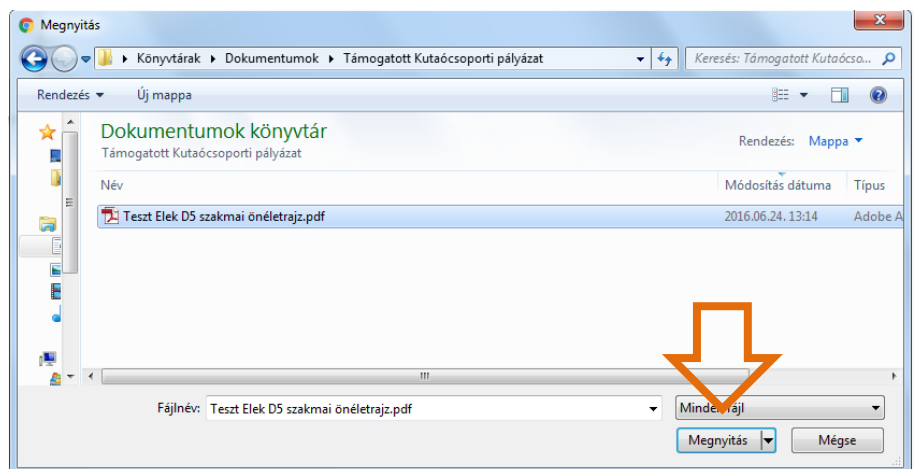 Megnyitás
Könyvtárak Dokumentumok Támogatott Kutaócsoporti pályázat Keresés: Támogatott Kutaócso...
Rendezés Új mappa
Dokumentumok könyvtár
Támogatott Kutaócsoporti pályázat
Rendezés: Mappa
Név Módosítás dátuma Típus
Teszt Elek D5 szakmai önéletrajz.pdf 2016.06.24. 13:14 Adobe A
Fájlnév: Teszt Elek D5 szakmai önéletrajz.pdf
Megnyitás Mégse